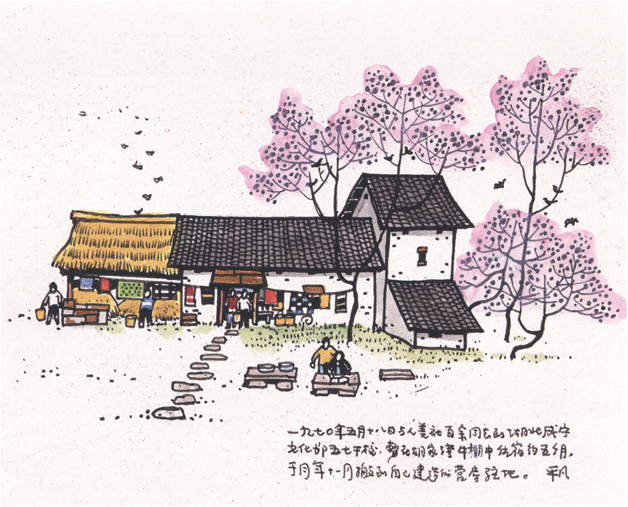 一九七〇年五月十八日与人美社百余同志到湖北咸宁
文化部五七干校．暂在胡家湾牛棚中住宿约五月，
于同年十一月搬到自己建造的营房驻地。 平凡